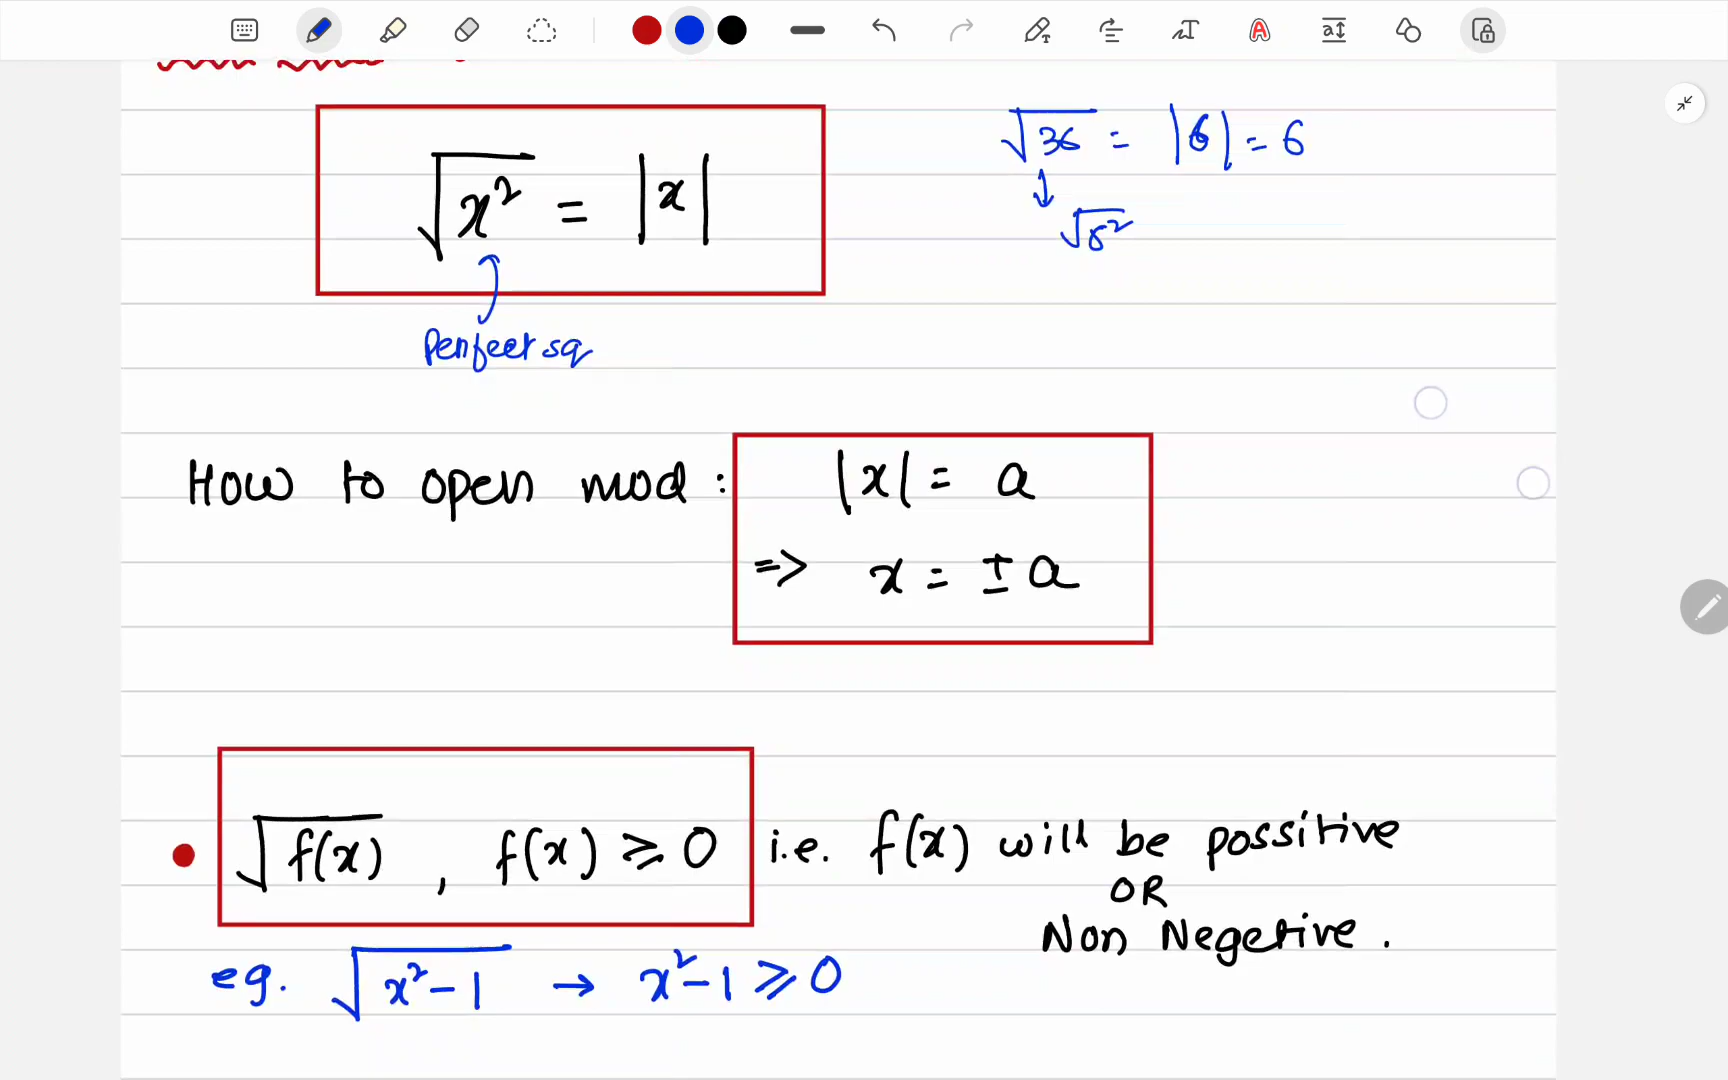 √x² = |x|
√36 = |6| = 6
√6²
Perfect sq
How to open mod :
|x| = a
=> x = ± a
√f(x) , f(x) ⩾ 0 i.e. f(x) will be possitive
OR
Non Negetive .
eg. √x²-1 → x²-1 ⩾ 0